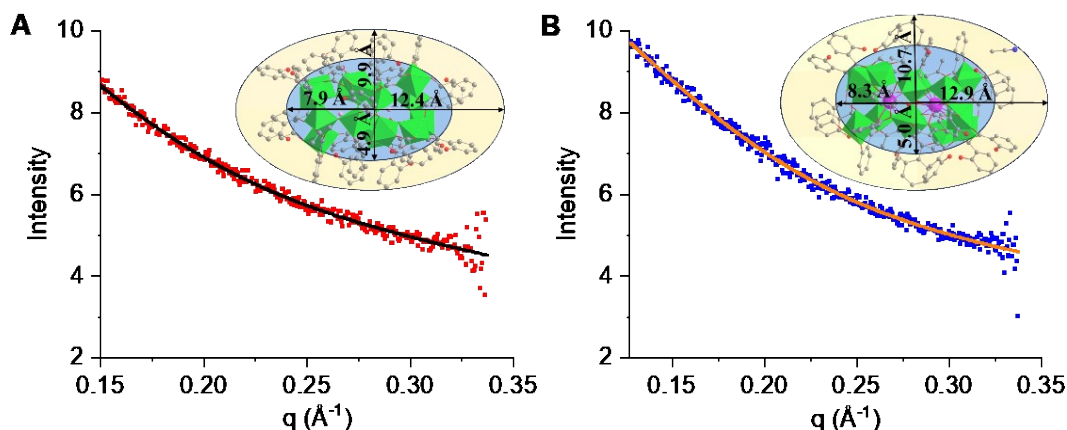 A
10
8
6
4
2
Intensity
0.15
0.20
0.25
0.30
0.35
q (Å⁻¹)
9.9 Å
7.9 Å
12.4 Å
4.9 Å
B
10
8
6
4
2
Intensity
0.15
0.20
0.25
0.30
0.35
q (Å⁻¹)
10.7 Å
8.3 Å
12.9 Å
5.0 Å